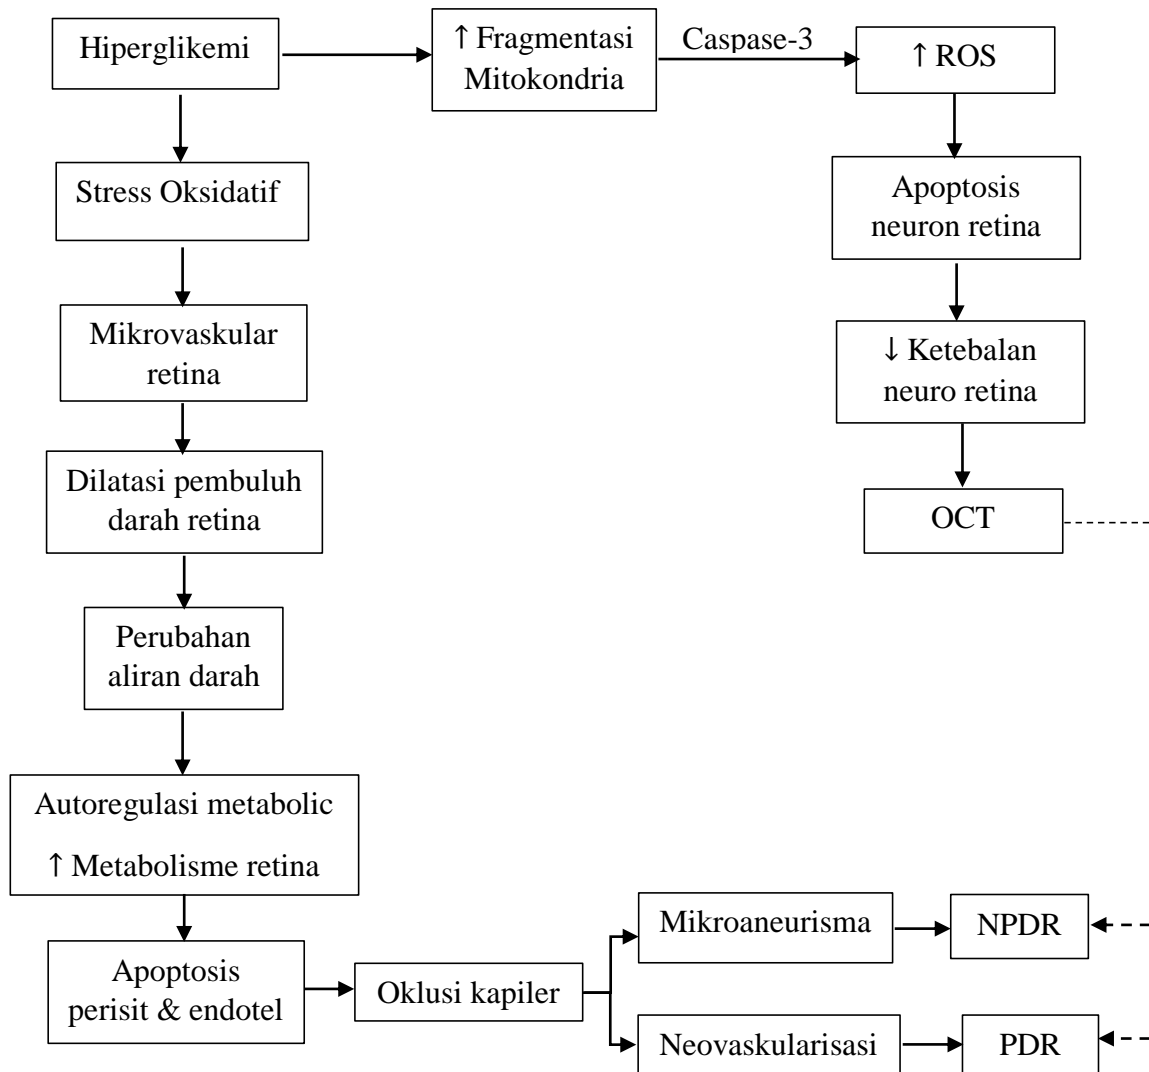 Hiperglikemi
↑ Fragmentasi
Mitokondria
Caspase-3
↑ ROS
Stress Oksidatif
Apoptosis
neuron retina
Mikrovaskular
retina
↓ Ketebalan
neuro retina
Dilatasi pembuluh
darah retina
OCT
Perubahan
aliran darah
Autoregulasi metabolic
↑ Metabolisme retina
Apoptosis
perisit & endotel
Oklusi kapiler
Mikroaneurisma
NPDR
Neovaskularisasi
PDR